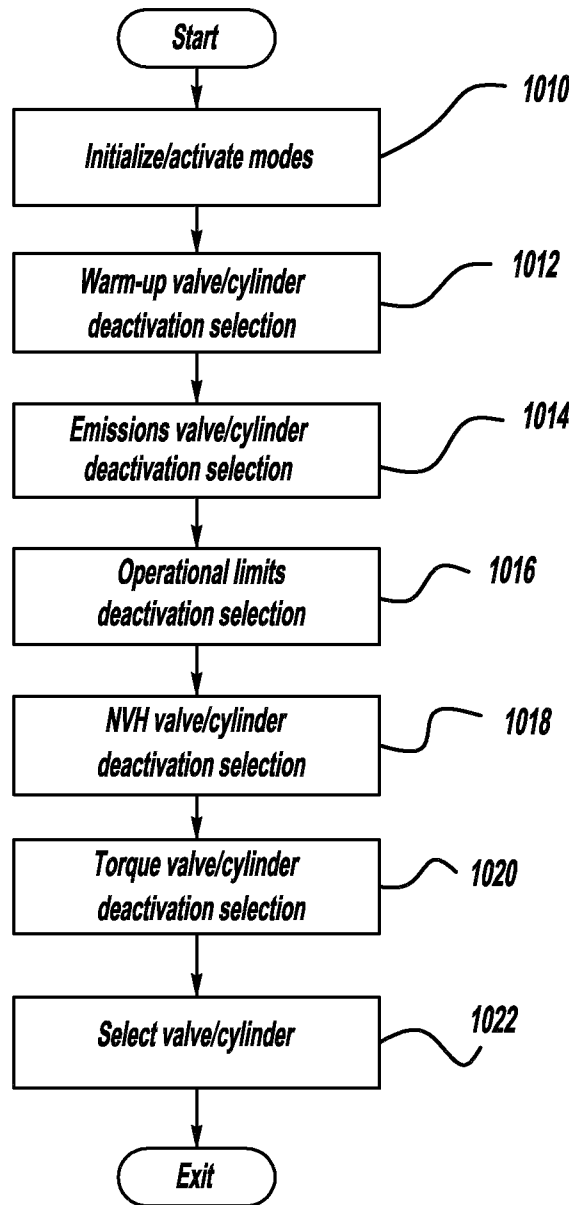 Start
Initialize/activate modes
1010
Warm-up valve/cylinder
deactivation selection
1012
Emissions valve/cylinder
deactivation selection
1014
Operational limits
deactivation selection
1016
NVH valve/cylinder
deactivation selection
1018
Torque valve/cylinder
deactivation selection
1020
Select valve/cylinder
1022
Exit